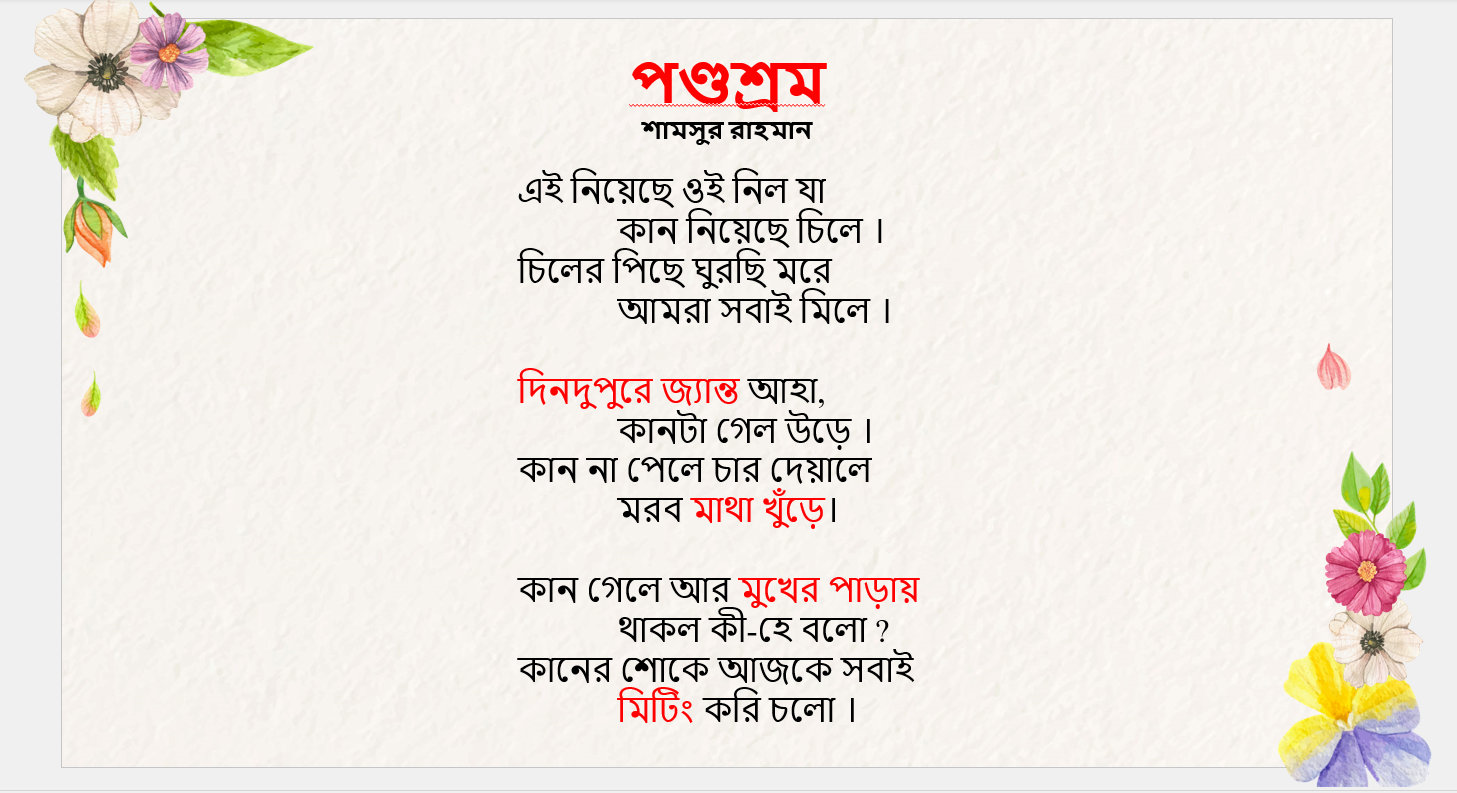 পণ্ডশ্রম
শামসুর রাহমান
এই নিয়েছে ওই নিল যা
কান নিয়েছে চিলে ।
চিলের পিছে ঘুরছি মরে
আমরা সবাই মিলে ।
দিনদুপুরে জ্যান্ত আহা,
কানটা গেল উড়ে ।
কান না পেলে চার দেয়ালে
মরব মাথা খুঁড়ে।
কান গেলে আর মুখের পাড়ায়
থাকল কী-হে বলো ?
কানের শোকে আজকে সবাই
মিটিং করি চলো ।